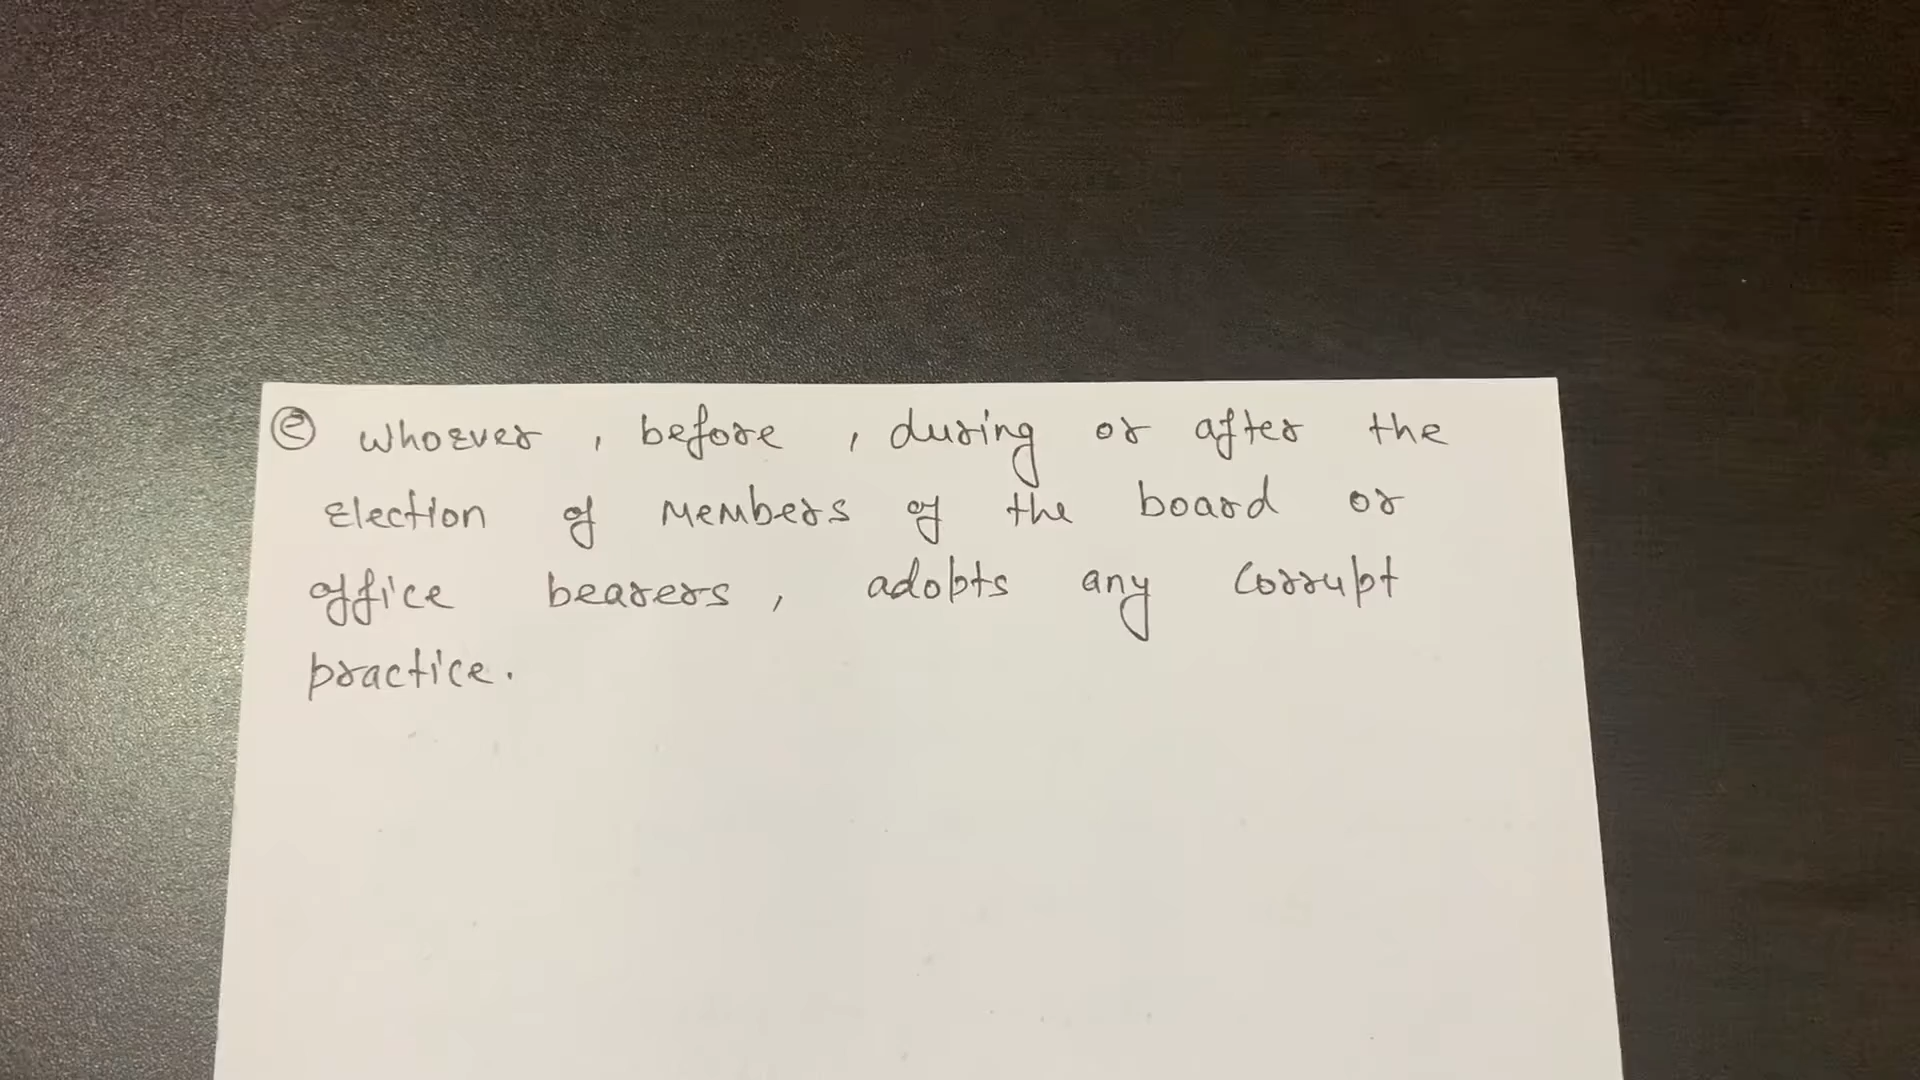 ⓔ whoever, before, during or after the
Election of Members of the board or
office bearers, adopts any corrupt
practice.